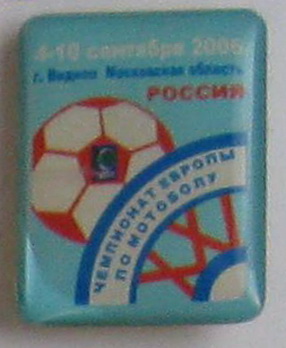 4-10 сентября 2006
г. Видное Московская область
РОССИЯ
ЧЕМПИОНАТ ЕВРОПЫ
ПО МОТОБОЛУ